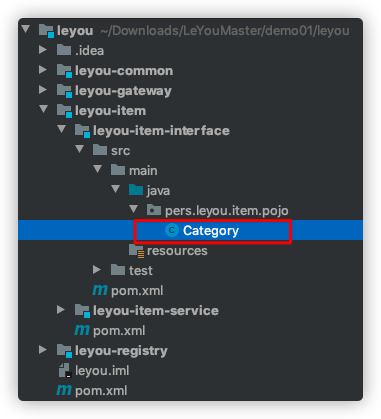 leyou ~/Downloads/LeYouMaster/demo01/leyou
.idea
leyou-common
leyou-gateway
leyou-item
leyou-item-interface
src
main
java
pers.leyou.item.pojo
C Category
resources
test
m pom.xml
leyou-item-service
m pom.xml
leyou-registry
leyou.iml
m pom.xml